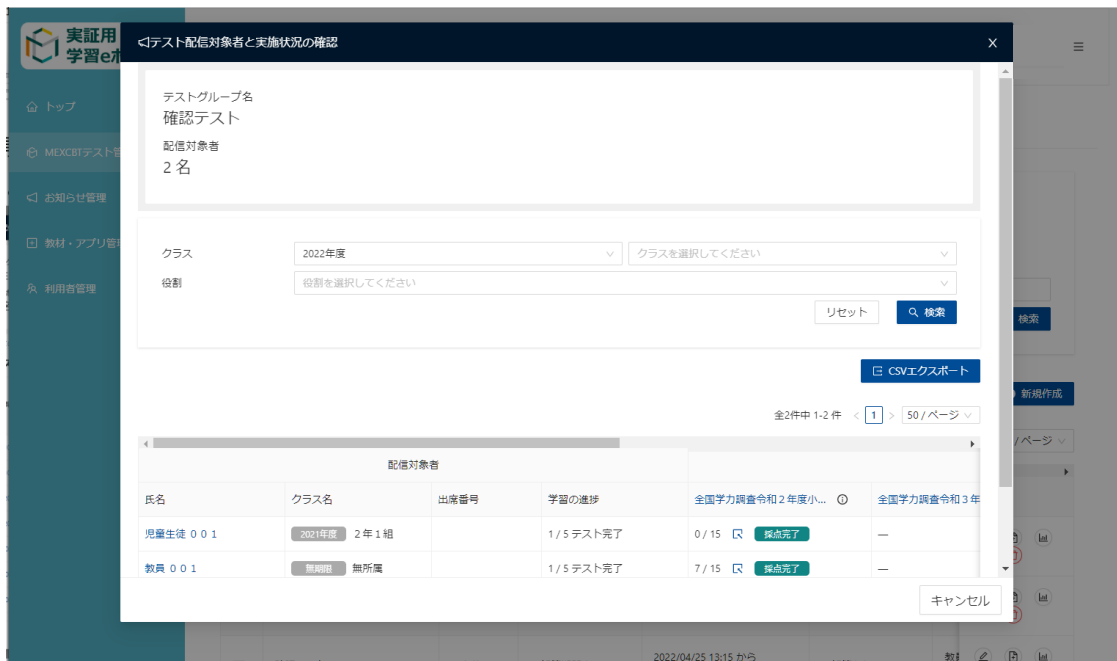 実証用
学習eポ
トップ
MEXCBTテスト管
お知らせ管理
教材・アプリ管理
利用者管理
テスト配信対象者と実施状況の確認
X
テストグループ名
確認テスト
配信対象者
2 名
クラス
2022年度
クラスを選択してください
役割
役割を選択してください
リセット
検索
検索
CSVエクスポート
新規作成
全2件中 1-2 件 < 1 > 50 / ページ
/ ページ
配信対象者
氏名 クラス名 出席番号 学習の進捗 全国学力調査令和２年度小... 全国学力調査令和３年
児童生徒 ００１ 2021年度 ２年１組 1 / 5 テスト完了 0 / 15 採点完了 —
教員 ００１ 無期限 無所属 1 / 5 テスト完了 7 / 15 採点完了 —
キャンセル
2022/04/25 13:15 から